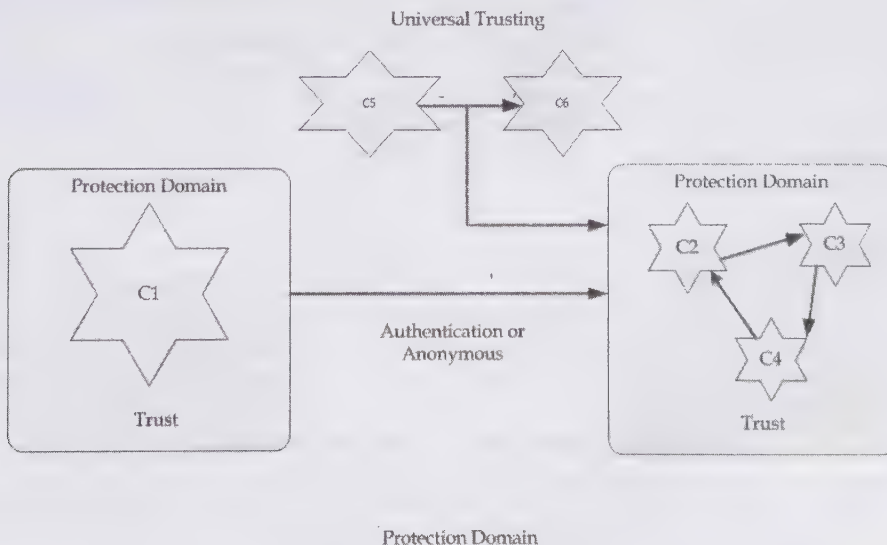 Universal Trusting
C5
C6
Protection Domain
C1
Trust
Authentication or
Anonymous
Protection Domain
C2
C3
C4
Trust
Protection Domain